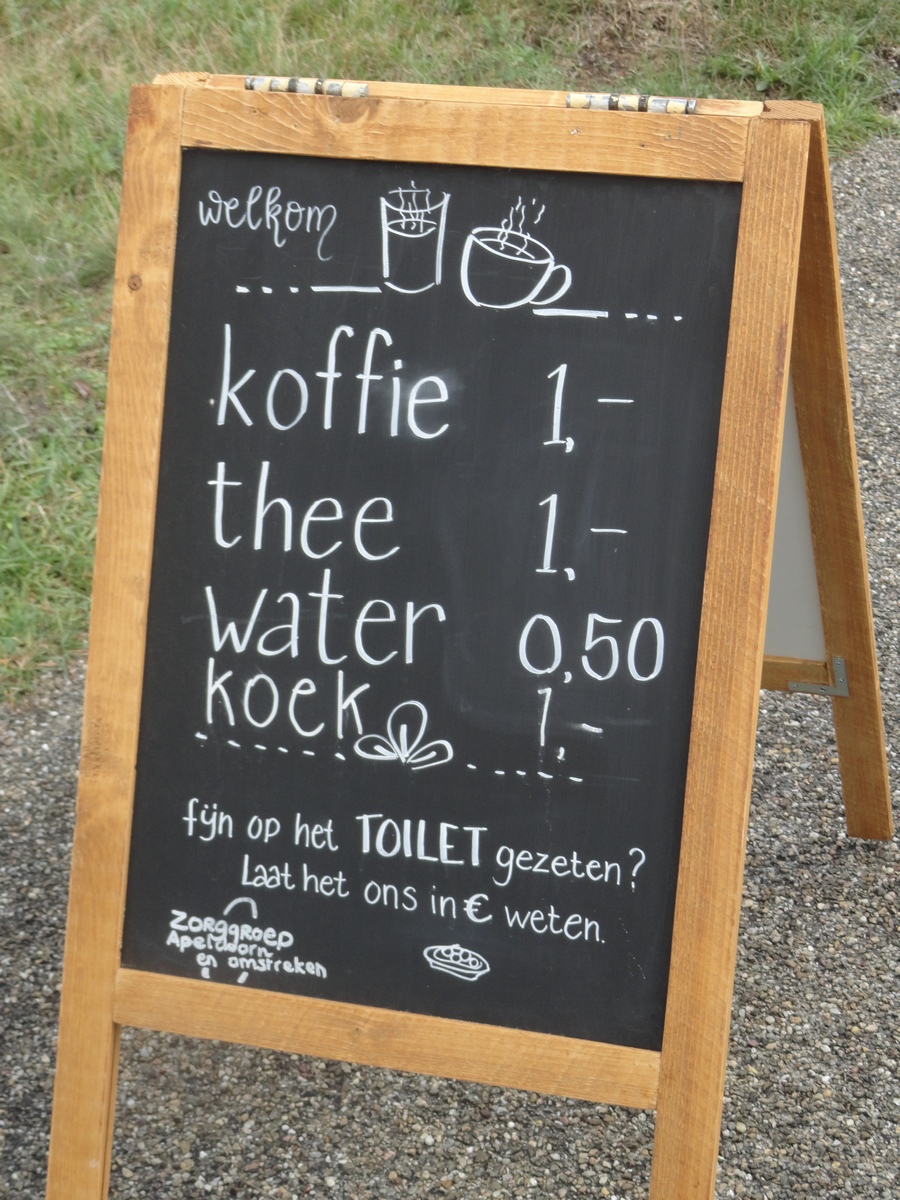 welkom
koffie 1,-
thee 1,-
water 0,50
koek 1,-
fijn op het TOILET gezeten?
Laat het ons in € weten.
Zorggroep
Apeldoorn
en omstreken